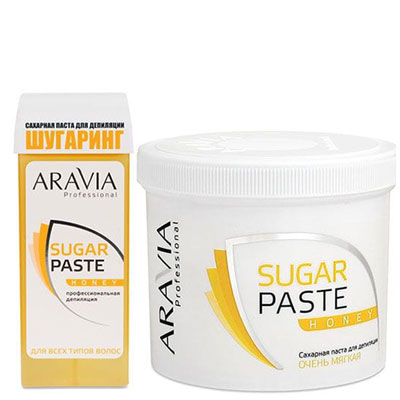 САХАРНАЯ ПАСТА ДЛЯ ДЕПИЛЯЦИИ
ШУГАРИНГ
ARAVIA
Professional
SUGAR
PASTE
HONEY
профессиональная
депиляция
ДЛЯ ВСЕХ ТИПОВ ВОЛОС
ARAVIA
Professional
SUGAR
PASTE
HONEY
Сахарная паста для депиляции
ОЧЕНЬ МЯГКАЯ